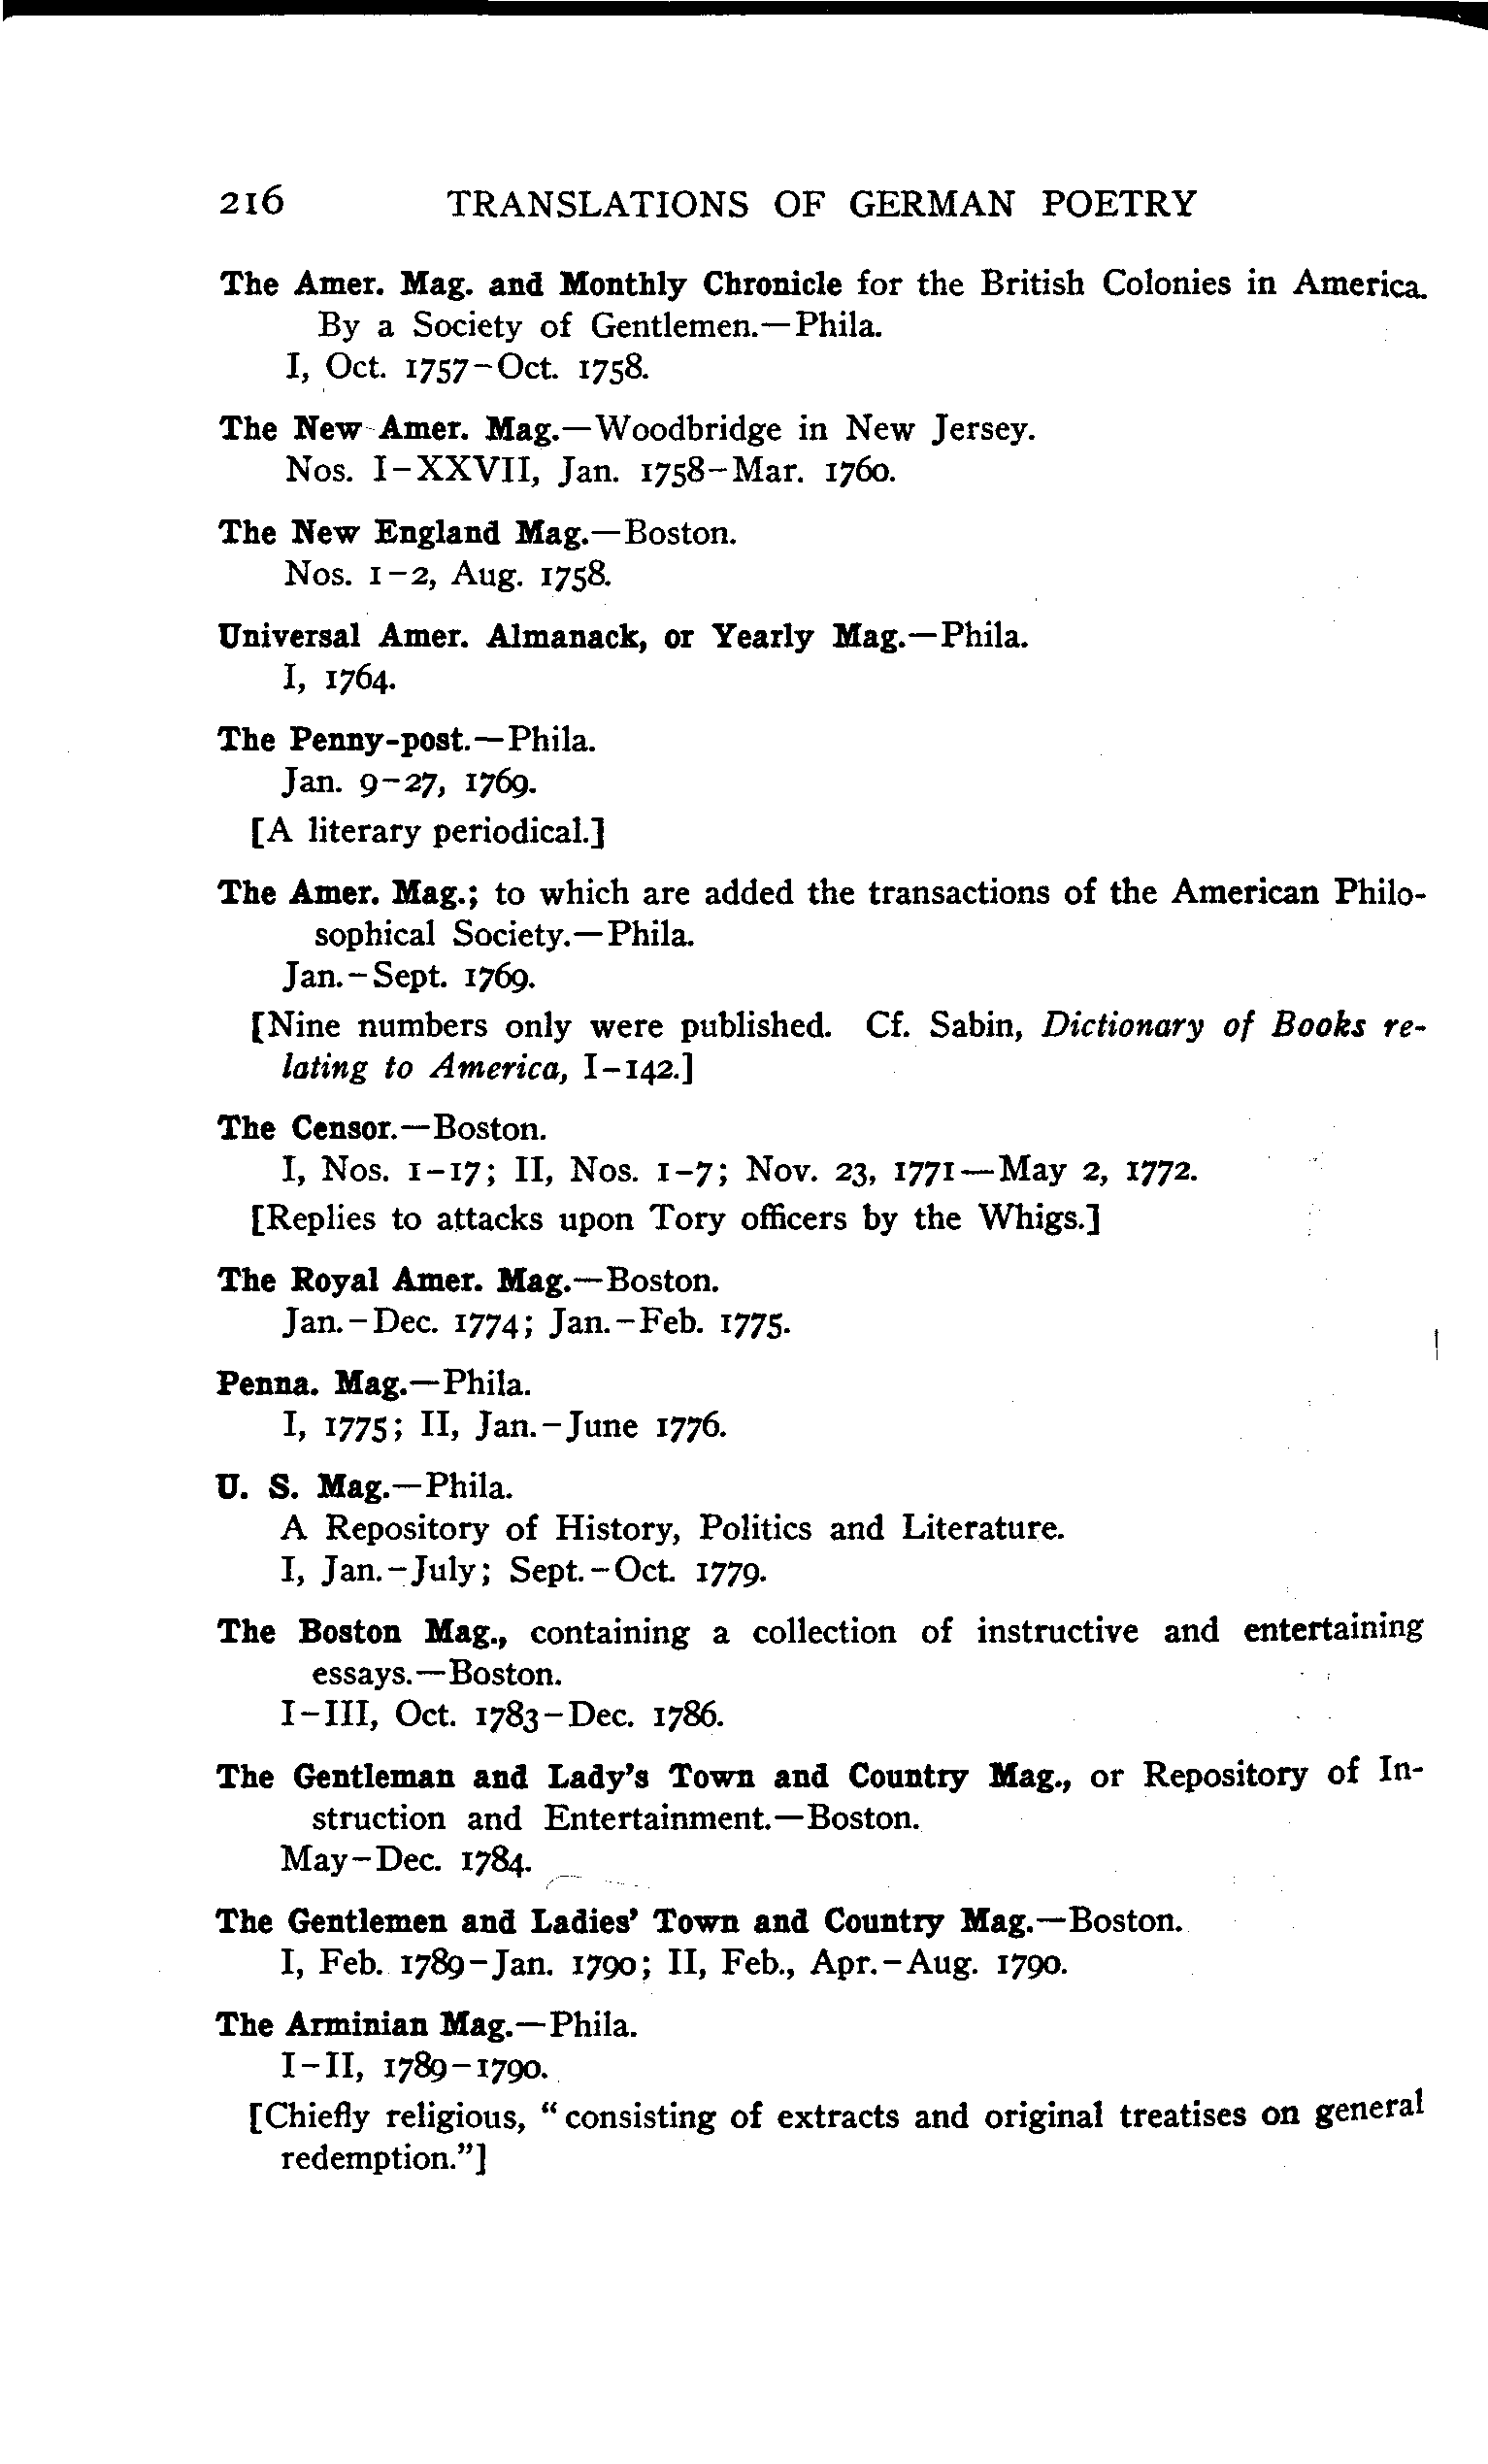 216 TRANSLATIONS OF GERMAN POETRY
The Amer. Mag. and Monthly Chronicle for the British Colonies in America.
By a Society of Gentlemen.—Phila.
I, Oct. 1757-Oct. 1758.
The New Amer. Mag.—Woodbridge in New Jersey.
Nos. I-XXVII, Jan. 1758-Mar. 1760.
The New England Mag.—Boston.
Nos. 1-2, Aug. 1758.
Universal Amer. Almanack, or Yearly Mag.—Phila.
I, 1764.
The Penny-post.—Phila.
Jan. 9-27, 1769.
[A literary periodical.]
The Amer. Mag.; to which are added the transactions of the American Philo-
sophical Society.—Phila.
Jan.-Sept. 1769.
[Nine numbers only were published. Cf. Sabin, Dictionary of Books re-
lating to America, I-142.]
The Censor.—Boston.
I, Nos. 1-17; II, Nos. 1-7; Nov. 23, 1771—May 2, 1772.
[Replies to attacks upon Tory officers by the Whigs.]
The Royal Amer. Mag.—Boston.
Jan.-Dec. 1774; Jan.-Feb. 1775.
Penna. Mag.—Phila.
I, 1775; II, Jan.-June 1776.
U. S. Mag.—Phila.
A Repository of History, Politics and Literature.
I, Jan.-July; Sept.-Oct. 1779.
The Boston Mag., containing a collection of instructive and entertaining
essays.—Boston.
I-III, Oct. 1783-Dec. 1786.
The Gentleman and Lady's Town and Country Mag., or Repository of In-
struction and Entertainment.—Boston.
May-Dec. 1784.
The Gentlemen and Ladies' Town and Country Mag.—Boston.
I, Feb. 1789-Jan. 1790; II, Feb., Apr.-Aug. 1790.
The Arminian Mag.—Phila.
I-II, 1789-1790.
[Chiefly religious, "consisting of extracts and original treatises on general
redemption."]